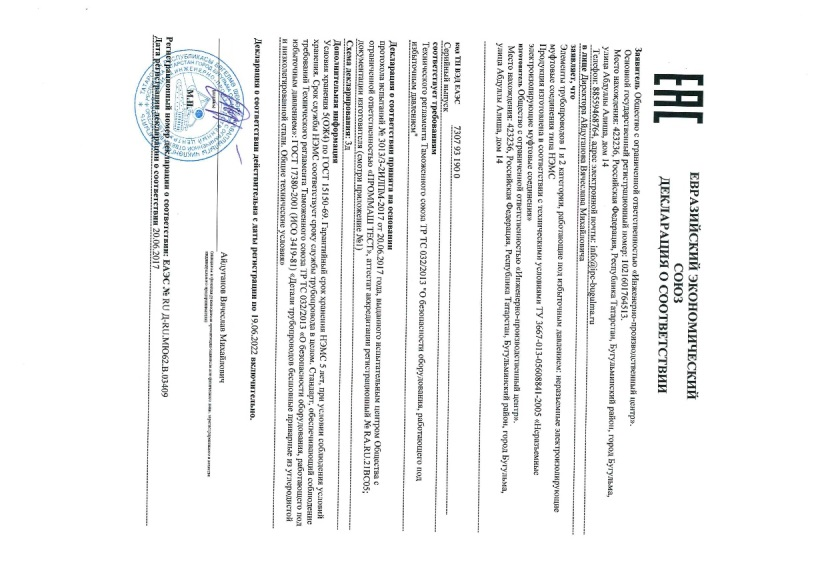 ЕАС
ЕВРАЗИЙСКИЙ ЭКОНОМИЧЕСКИЙ
СОЮЗ
ДЕКЛАРАЦИЯ О СООТВЕТСТВИИ
Заявитель Общество с ограниченной ответственностью «Инженерно-производственный центр».
Основной государственный регистрационный номер: 1021601764513.
Место нахождения: 423236, Российская Федерация, Республика Татарстан, Бугульминский район, город Бугульма,
улица Абдуллы Алиша, дом 14
Телефон: 88559468764, адрес электронной почты: info@ipc-bugulma.ru
в лице Директора Айдуганова Вячеслава Михайловича
заявляет, что
Элементы трубопроводов 1 и 2 категории, работающие под избыточным давлением: неразъемные электроизолирующие
муфтовые соединения типа НЭМС
Продукция изготовлена в соответствии с техническими условиями ТУ 3667-013-05608841-2005 «Неразъемные
электроизолирующие муфтовые соединения»
изготовитель Общество с ограниченной ответственностью «Инженерно-производственный центр».
Место нахождения: 423236, Российская Федерация, Республика Татарстан, Бугульминский район, город Бугульма,
улица Абдуллы Алиша, дом 14
код ТН ВЭД ЕАЭС 7307 93 190 0
Серийный выпуск
соответствует требованиям
Технического регламента Таможенного союза ТР ТС 032/2013 "О безопасности оборудования, работающего под
избыточным давлением"
Декларация о соответствии принята на основании
протокола испытаний № 3013/3-2ИЛПМ-2017 от 20.06.2017 года, выданного испытательным центром Общества с
ограниченной ответственностью «ПРОММАШ ТЕСТ», аттестат аккредитации регистрационный № RA.RU.21ВС05;
документации изготовителя (смотри приложение №1)
Схема декларирования: 3д
Дополнительная информация
Условия хранения 5(ОЖ4) по ГОСТ 15150-69. Гарантийный срок хранения НЭМС 5 лет, при условии соблюдения условий
хранения. Срок службы НЭМС соответствует сроку службы трубопровода в целом. Стандарт, обеспечивающий соблюдение
требований Технического регламента Таможенного союза ТР ТС 032/2013 «О безопасности оборудования, работающего под
избыточным давлением»: ГОСТ 17380-2001 (ИСО 3419-81) «Детали трубопроводов бесшовные приварные из углеродистой
и низколегированной стали. Общие технические условия»
Декларация о соответствии действительна с даты регистрации по 19.06.2022 включительно.
М.П.
Айдуганов Вячеслав Михайлович
Регистрационный номер декларации о соответствии: ЕАЭС № RU Д-RU.МЮ62.В.03409
Дата регистрации декларации о соответствии 20.06.2017